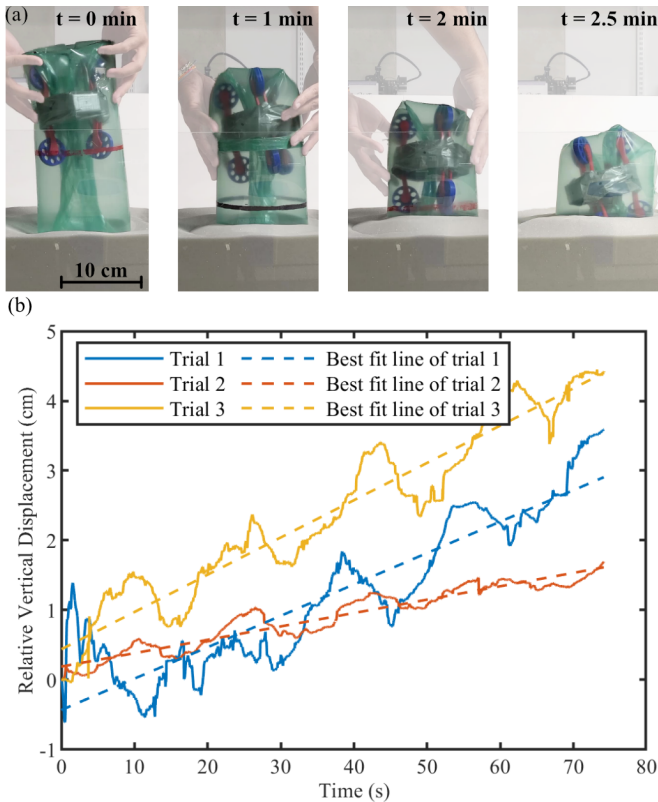 (a)
t = 0 min
t = 1 min
t = 2 min
t = 2.5 min
10 cm
(b)
5
4
3
2
1
0
-1
Relative Vertical Displacement (cm)
Trial 1
Best fit line of trial 1
Trial 2
Best fit line of trial 2
Trial 3
Best fit line of trial 3
0
10
20
30
40
50
60
70
80
Time (s)